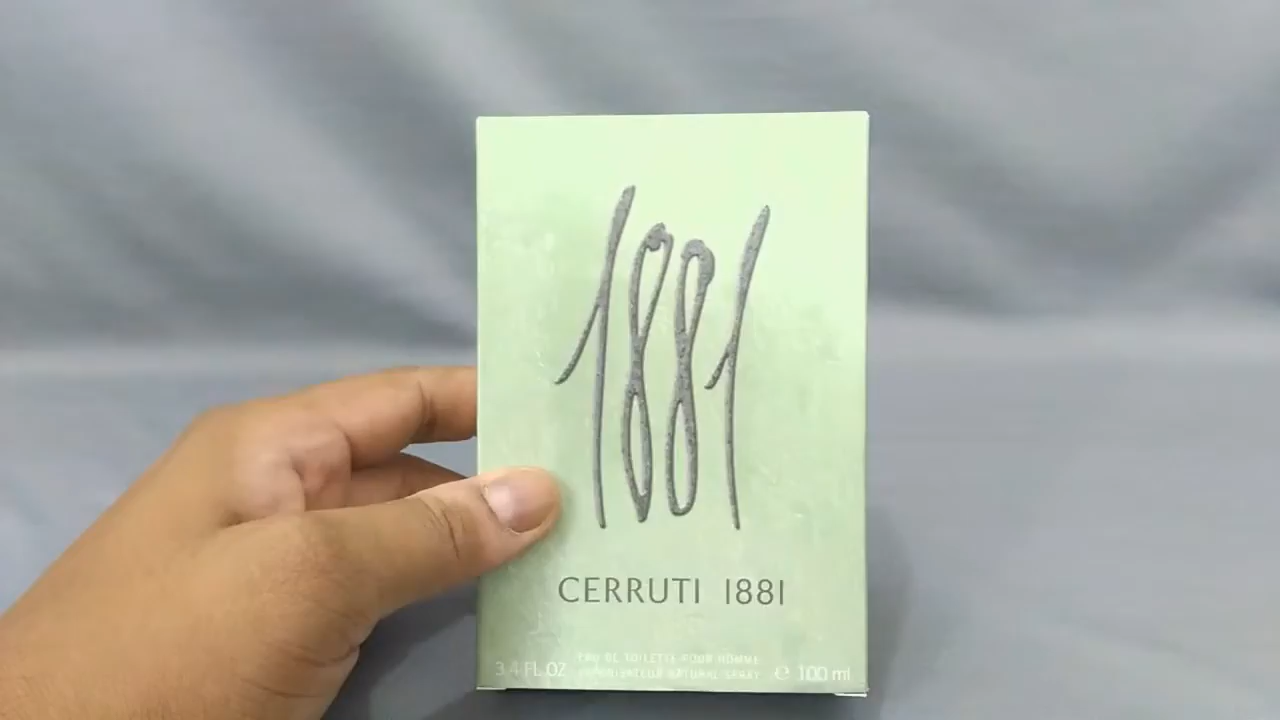 1881
CERRUTI 1881
EAU DE TOILETTE POUR HOMME
3.4 FL.OZ VAPORISATEUR NATURAL SPRAY ℮ 100 ml